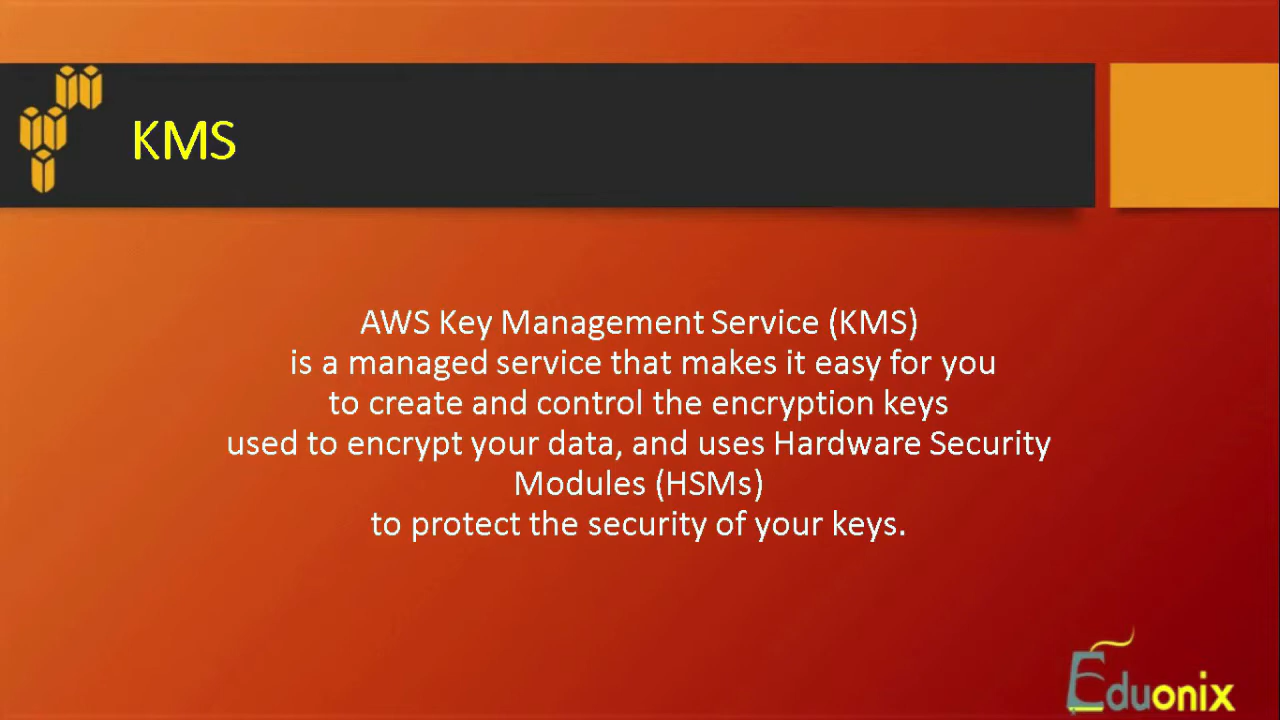 KMS
AWS Key Management Service (KMS)
is a managed service that makes it easy for you
to create and control the encryption keys
used to encrypt your data, and uses Hardware Security
Modules (HSMs)
to protect the security of your keys.
Eduonix